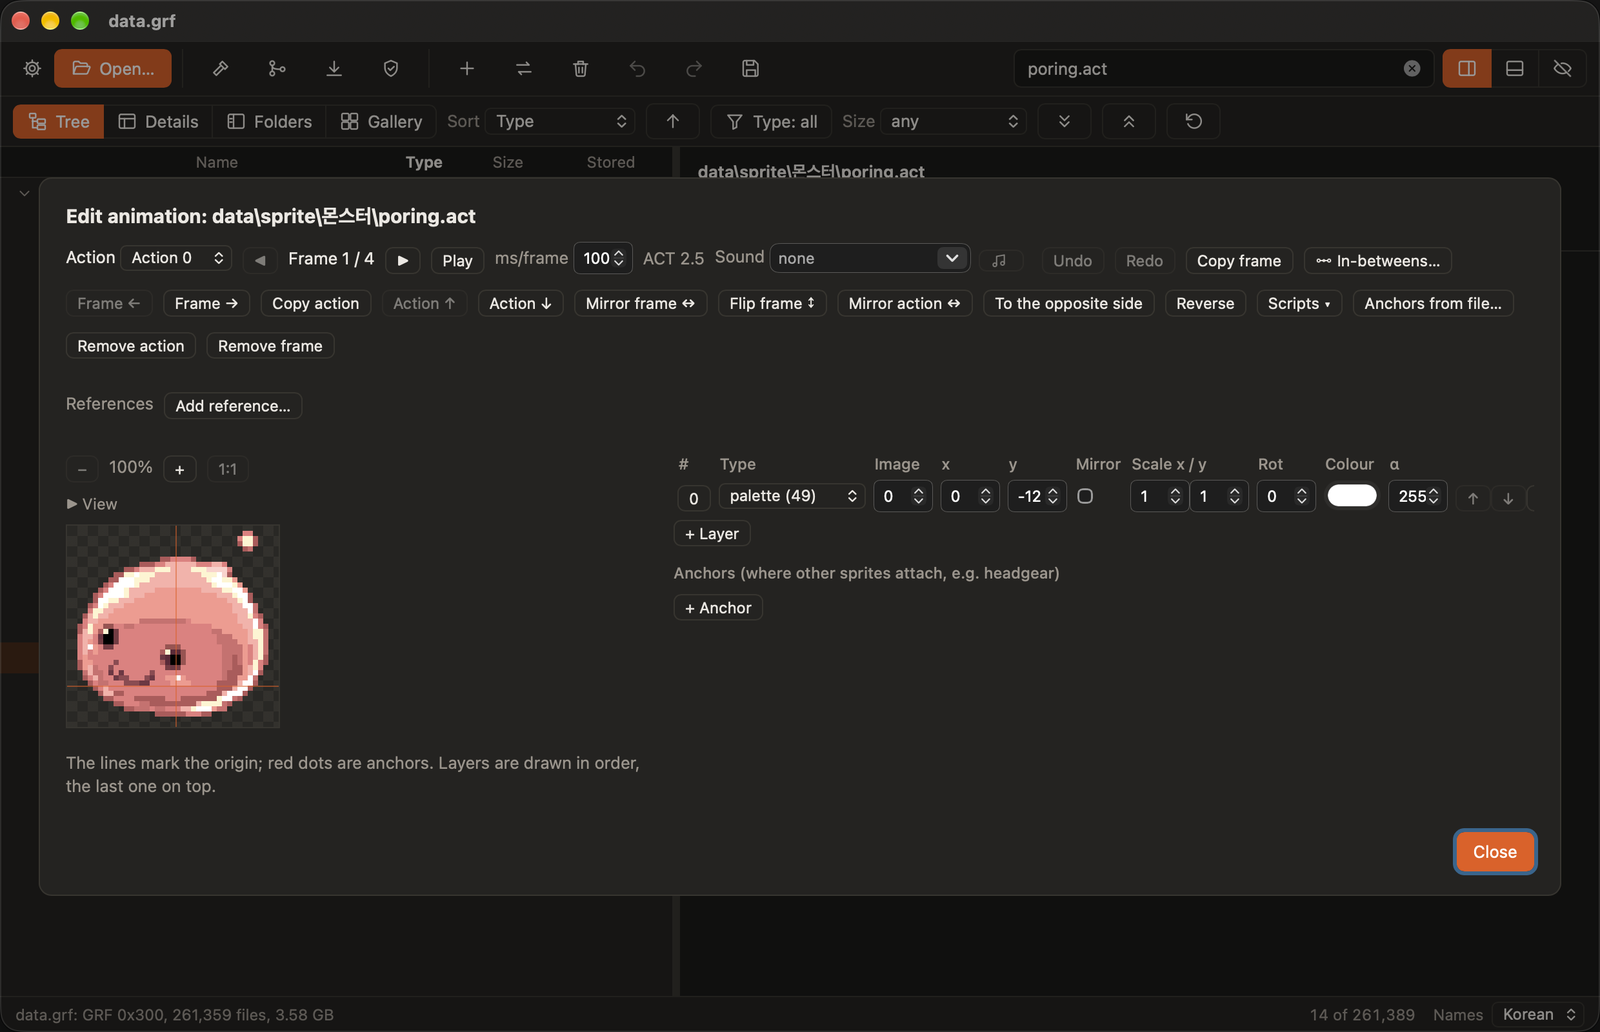 data.grf
Open...
poring.act
Tree Details Folders Gallery Sort Type Type: all Size any
Name Type Size Stored
data\sprite\몬스터\poring.act
Edit animation: data\sprite\몬스터\poring.act
Action Action 0 ◀ Frame 1 / 4 ▶ Play ms/frame 100 ACT 2.5 Sound none Undo Redo Copy frame In-betweens...
Frame ← Frame → Copy action Action ↑ Action ↓ Mirror frame ↔ Flip frame ↕ Mirror action ↔ To the opposite side Reverse Scripts ▾ Anchors from file...
Remove action Remove frame
References Add reference...
− 100% + 1:1
▶ View
# Type Image x y Mirror Scale x / y Rot Colour α
0 palette (49) 0 0 -12 1 1 0 255 ↑ ↓
+ Layer
Anchors (where other sprites attach, e.g. headgear)
+ Anchor
The lines mark the origin; red dots are anchors. Layers are drawn in order,
the last one on top.
Close
data.grf: GRF 0x300, 261,359 files, 3.58 GB
14 of 261,389 Names Korean